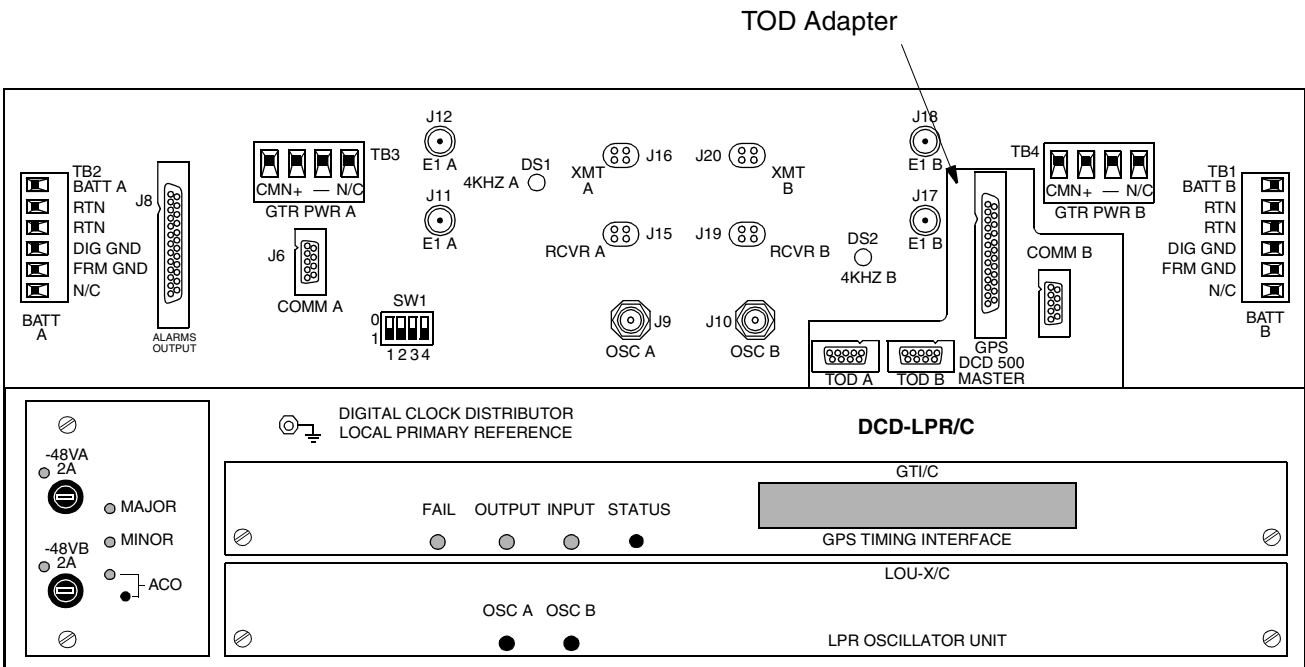 TOD Adapter
TB2
BATT A
RTN
RTN
DIG GND
FRM GND
N/C
BATT
A
J8
ALARMS
OUTPUT
TB3
CMN+ — N/C
GTR PWR A
J6
COMM A
J12
E1 A
J11
E1 A
SW1
0
1
1 2 3 4
DS1
4KHZ A
J16
XMT
A
J20
XMT
B
J15
RCVR A
J19
RCVR B
J9
OSC A
J10
OSC B
DS2
4KHZ B
J18
E1 B
J17
E1 B
TOD A
TOD B
GPS
DCD 500
MASTER
TB4
CMN+ — N/C
GTR PWR B
COMM B
TB1
BATT B
RTN
RTN
DIG GND
FRM GND
N/C
BATT
B
-48VA
2A
-48VB
2A
MAJOR
MINOR
ACO
DIGITAL CLOCK DISTRIBUTOR
LOCAL PRIMARY REFERENCE
DCD-LPR/C
GTI/C
FAIL OUTPUT INPUT STATUS
GPS TIMING INTERFACE
LOU-X/C
OSC A OSC B
LPR OSCILLATOR UNIT